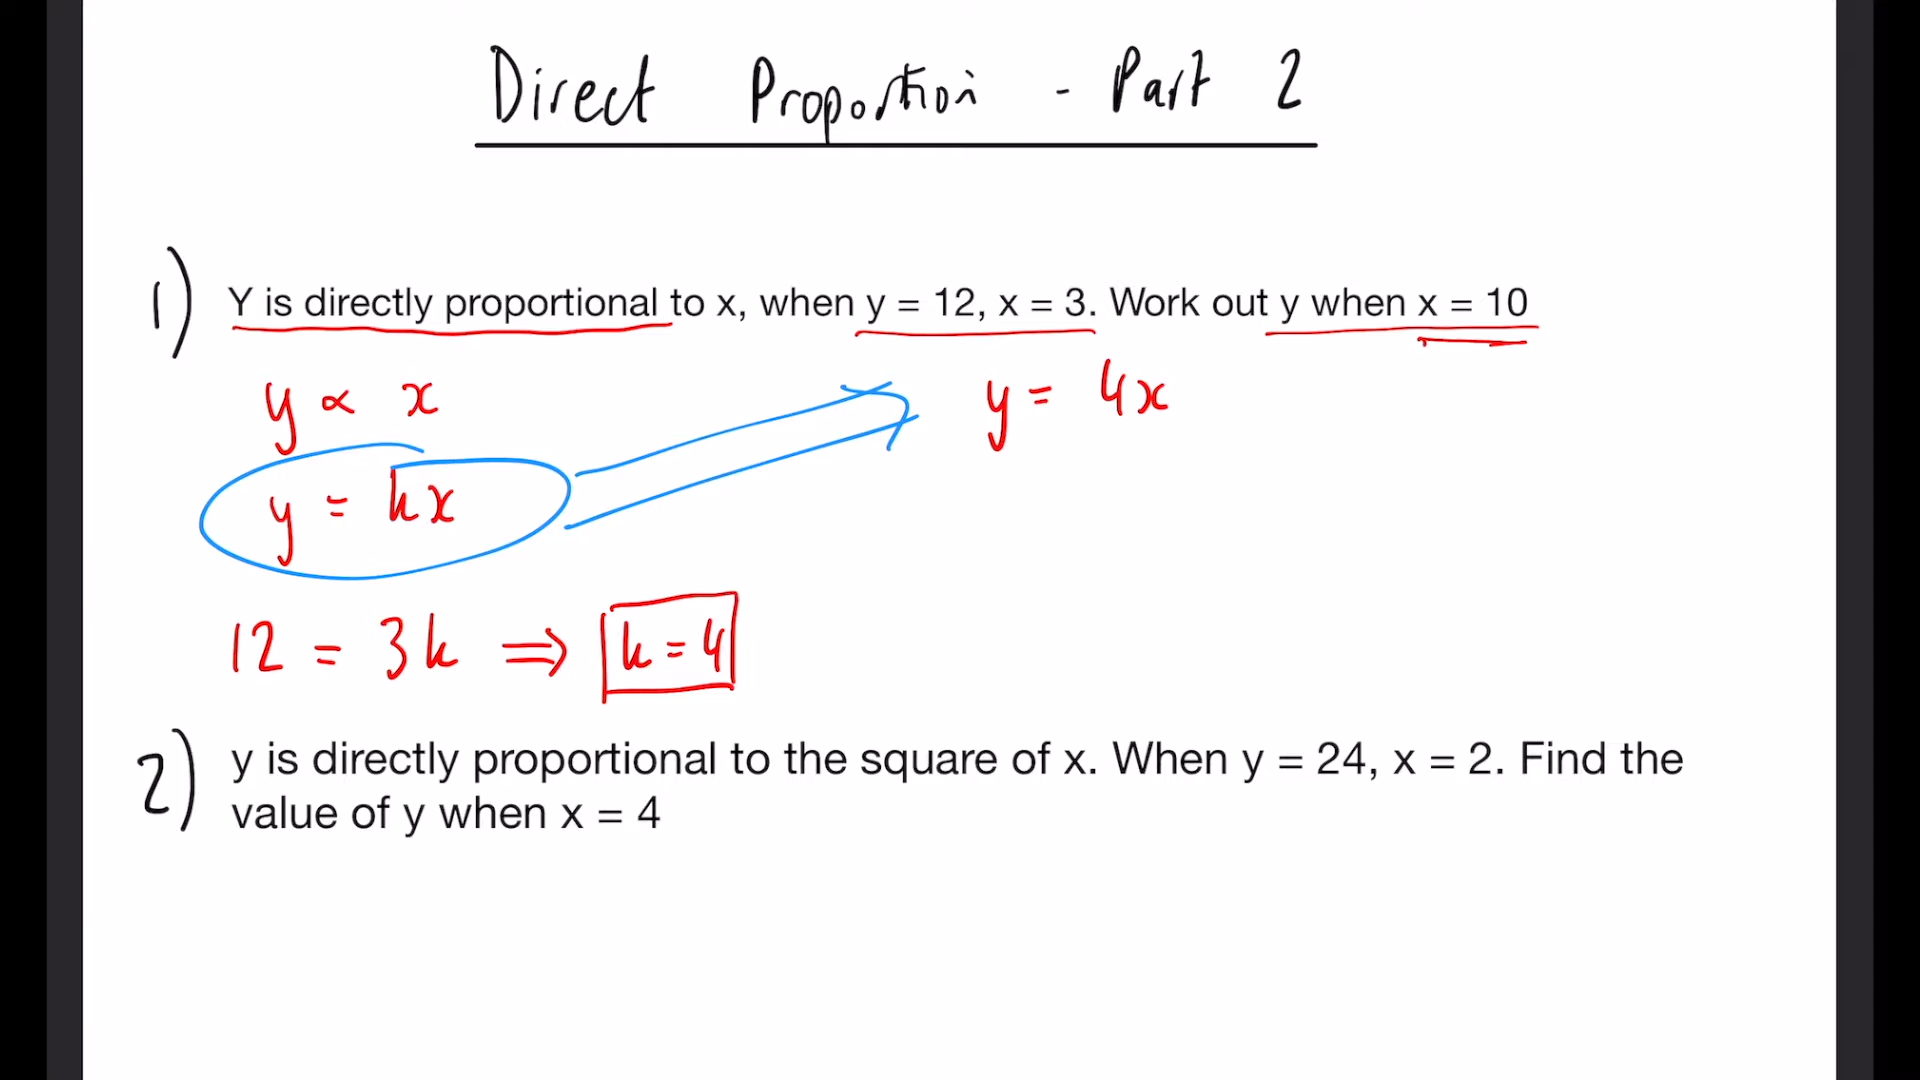 Direct Proportion - Part 2
1) Y is directly proportional to x, when y = 12, x = 3. Work out y when x = 10
y ∝ x
y = 4x
y = kx
12 = 3k ⇒ k = 4
2) y is directly proportional to the square of x. When y = 24, x = 2. Find the
value of y when x = 4